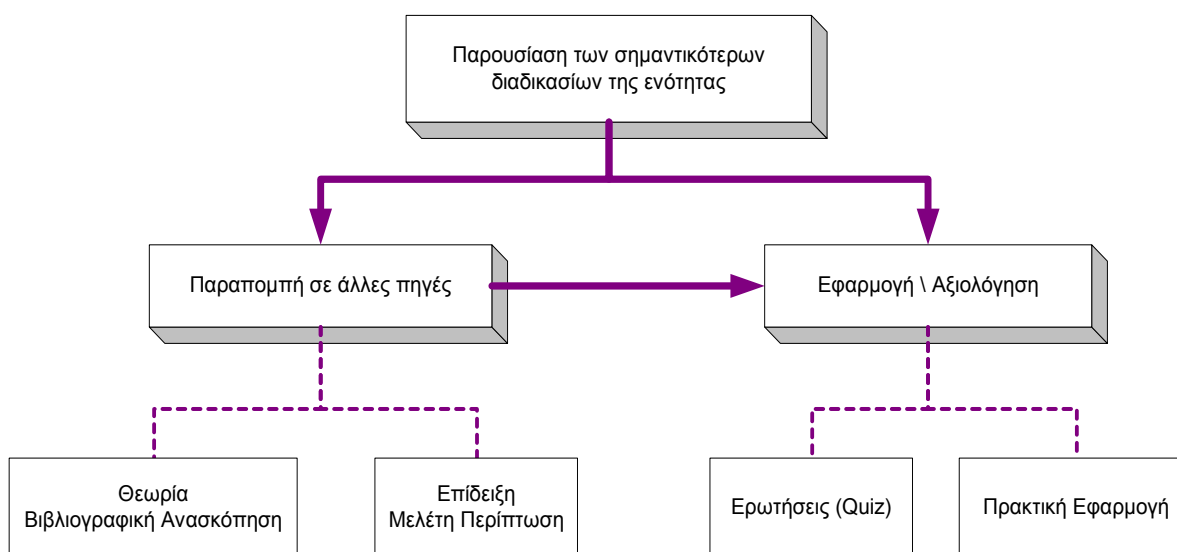 Παρουσίαση των σημαντικότερων
διαδικασίων της ενότητας
Παραπομπή σε άλλες πηγές
Εφαρμογή \ Αξιολόγηση
Θεωρία
Βιβλιογραφική Ανασκόπηση
Επίδειξη
Μελέτη Περίπτωση
Ερωτήσεις (Quiz)
Πρακτική Εφαρμογή